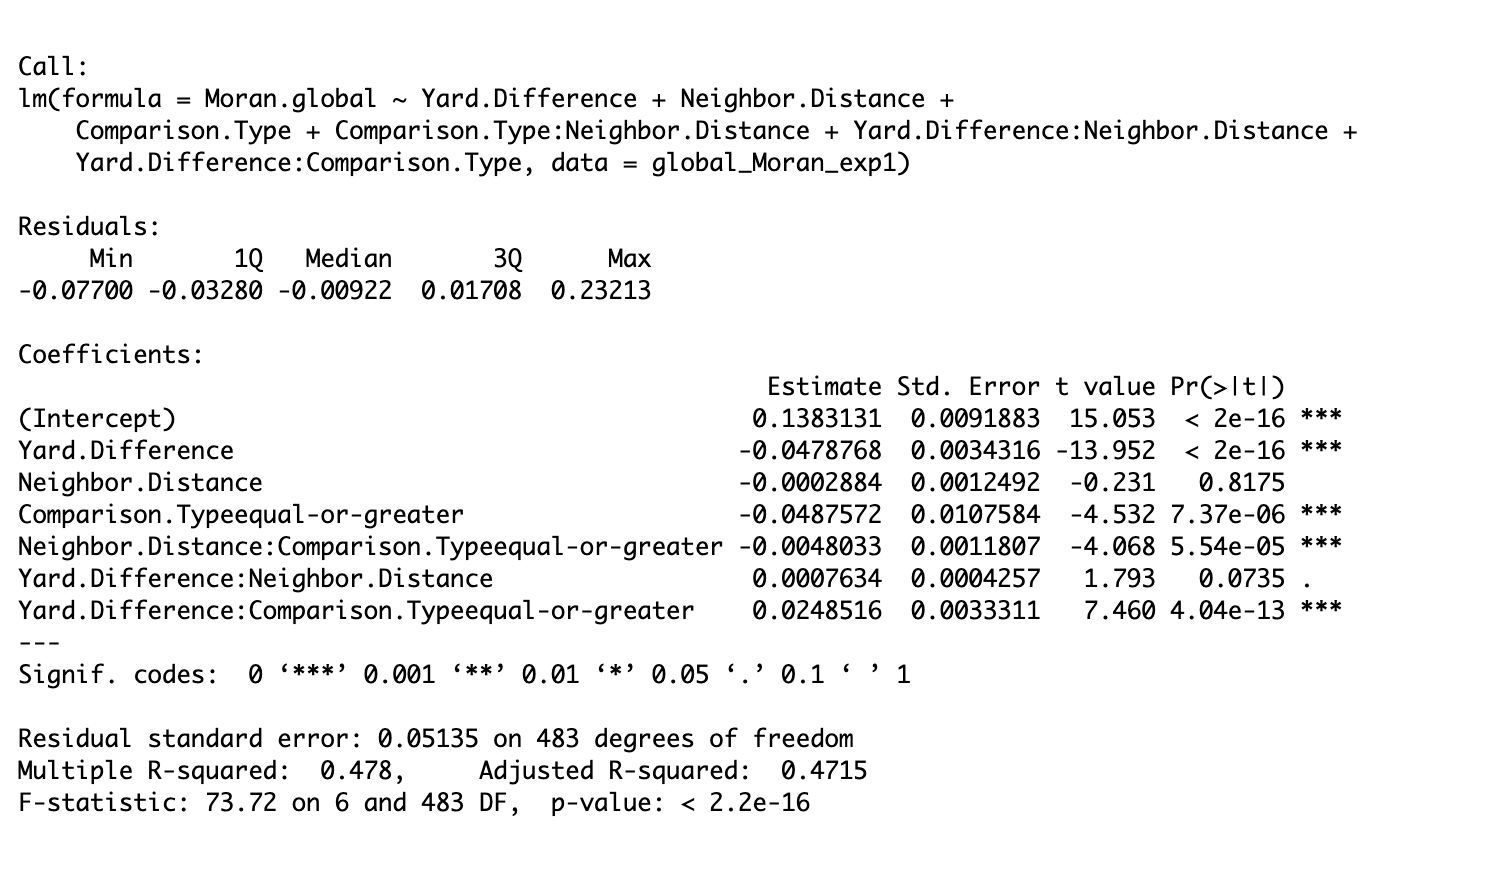 Call:
lm(formula = Moran.global ~ Yard.Difference + Neighbor.Distance +
    Comparison.Type + Comparison.Type:Neighbor.Distance + Yard.Difference:Neighbor.Distance +
    Yard.Difference:Comparison.Type, data = global_Moran_exp1)

Residuals:
     Min       1Q   Median       3Q      Max
-0.07700 -0.03280 -0.00922  0.01708  0.23213

Coefficients:
                                                    Estimate Std. Error t value Pr(>|t|)
(Intercept)                                        0.1383131  0.0091883  15.053  < 2e-16 ***
Yard.Difference                                   -0.0478768  0.0034316 -13.952  < 2e-16 ***
Neighbor.Distance                                 -0.0002884  0.0012492  -0.231   0.8175
Comparison.Typeequal-or-greater                   -0.0487572  0.0107584  -4.532 7.37e-06 ***
Neighbor.Distance:Comparison.Typeequal-or-greater -0.0048033  0.0011807  -4.068 5.54e-05 ***
Yard.Difference:Neighbor.Distance                  0.0007634  0.0004257   1.793   0.0735 .
Yard.Difference:Comparison.Typeequal-or-greater    0.0248516  0.0033311   7.460 4.04e-13 ***
---
Signif. codes:  0 ‘***’ 0.001 ‘**’ 0.01 ‘*’ 0.05 ‘.’ 0.1 ‘ ’ 1

Residual standard error: 0.05135 on 483 degrees of freedom
Multiple R-squared:  0.478,     Adjusted R-squared:  0.4715
F-statistic: 73.72 on 6 and 483 DF,  p-value: < 2.2e-16